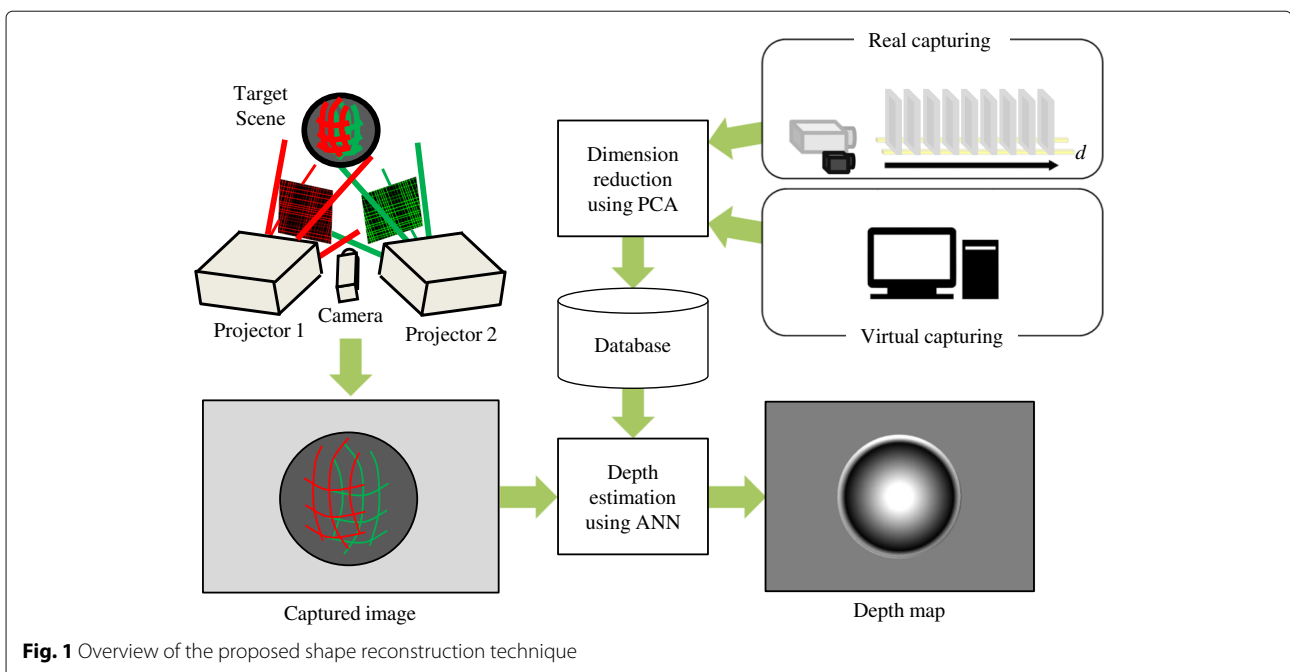 Real capturing
Target
Scene
d
Dimension
reduction
using PCA
Projector 1
Camera
Projector 2
Database
Virtual capturing
Depth
estimation
using ANN
Captured image
Depth map
Fig. 1 Overview of the proposed shape reconstruction technique